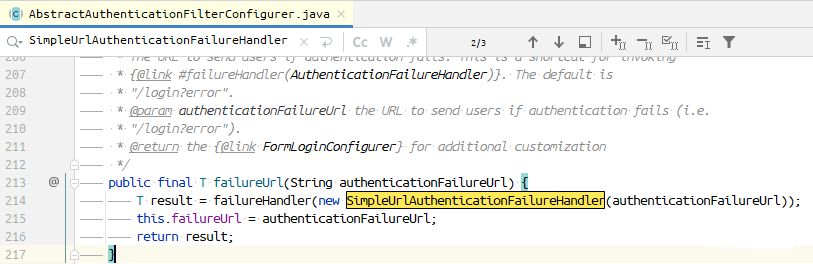 AbstractAuthenticationFilterConfigurer.java
SimpleUrlAuthenticationFailureHandler Cc W .* 2/3
206 * The URL to send users if authentication fails. This is a shortcut for invoking
207 * {@link #failureHandler(AuthenticationFailureHandler)}. The default is
208 * "/login?error".
209 * @param authenticationFailureUrl the URL to send users if authentication fails (i.e.
210 * "/login?error").
211 * @return the {@link FormLoginConfigurer} for additional customization
212 */
213 @ public final T failureUrl(String authenticationFailureUrl) {
214 T result = failureHandler(new SimpleUrlAuthenticationFailureHandler(authenticationFailureUrl));
215 this.failureUrl = authenticationFailureUrl;
216 return result;
217 }